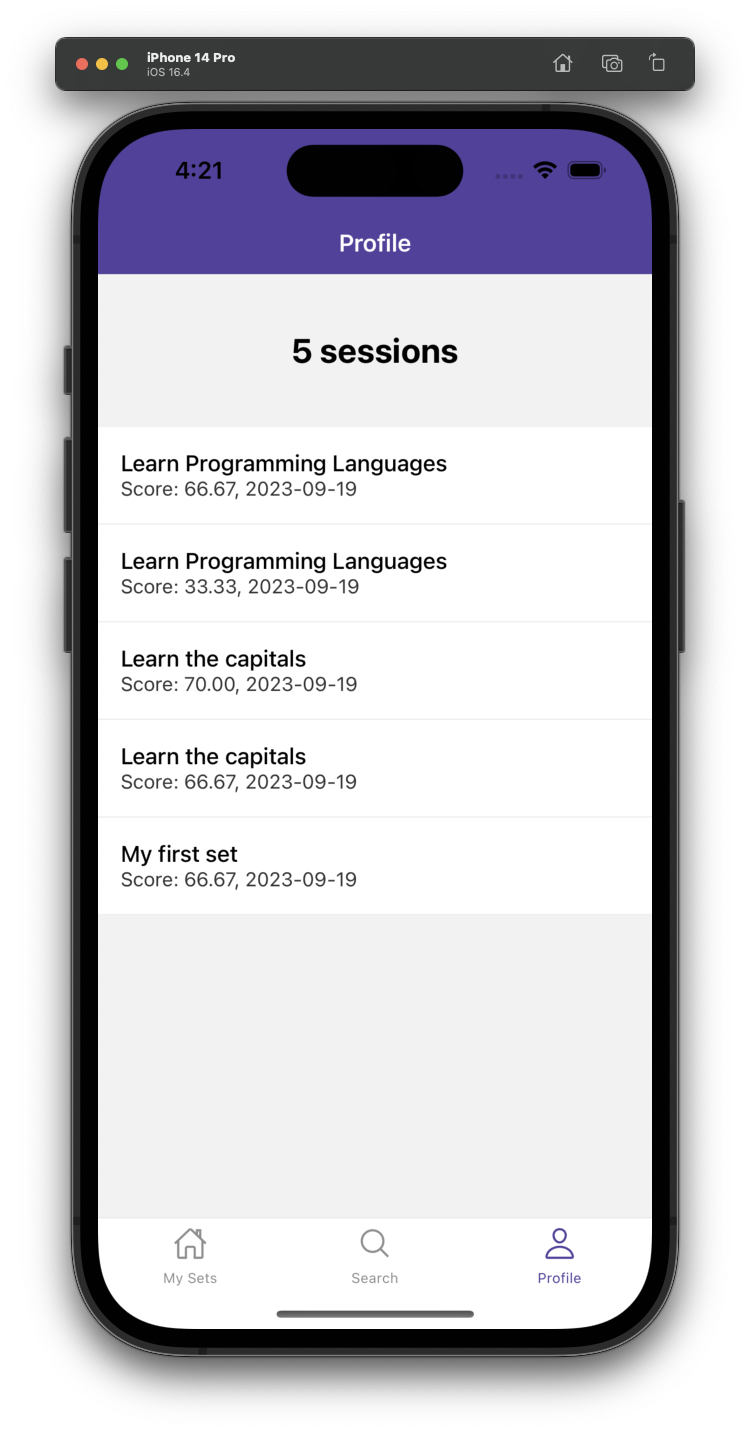 iPhone 14 Pro
iOS 16.4
4:21
Profile
5 sessions
Learn Programming Languages
Score: 66.67, 2023-09-19
Learn Programming Languages
Score: 33.33, 2023-09-19
Learn the capitals
Score: 70.00, 2023-09-19
Learn the capitals
Score: 66.67, 2023-09-19
My first set
Score: 66.67, 2023-09-19
My Sets
Search
Profile